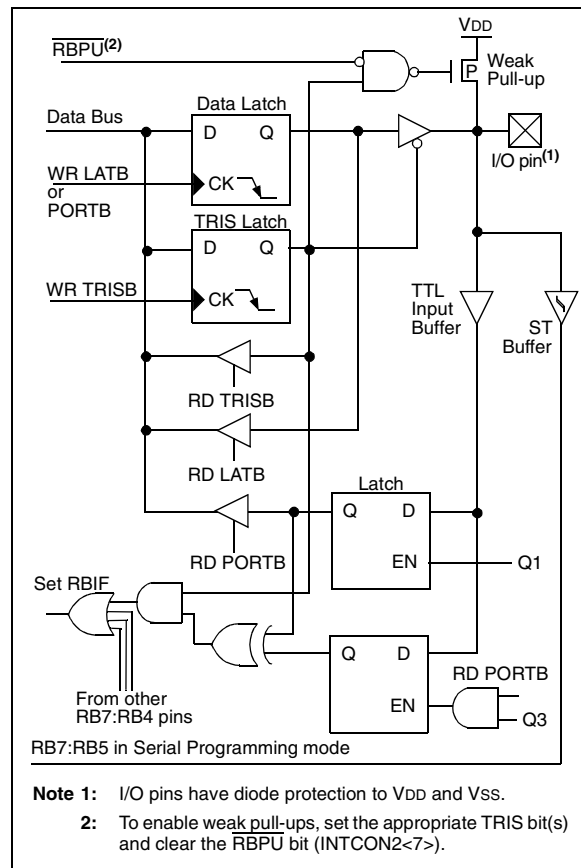 VDD
RBPU(2)
P
Weak
Pull-up
Data Bus
Data Latch
D Q
I/O pin(1)
WR LATB
or
PORTB
CK
TRIS Latch
D Q
WR TRISB
CK
TTL
Input
Buffer
ST
Buffer
RD TRISB
RD LATB
Latch
Q D
RD PORTB
EN
Q1
Set RBIF
Q D
RD PORTB
EN
Q3
From other
RB7:RB4 pins
RB7:RB5 in Serial Programming mode
Note 1: I/O pins have diode protection to VDD and VSS.
2: To enable weak pull-ups, set the appropriate TRIS bit(s)
and clear the RBPU bit (INTCON2<7>).